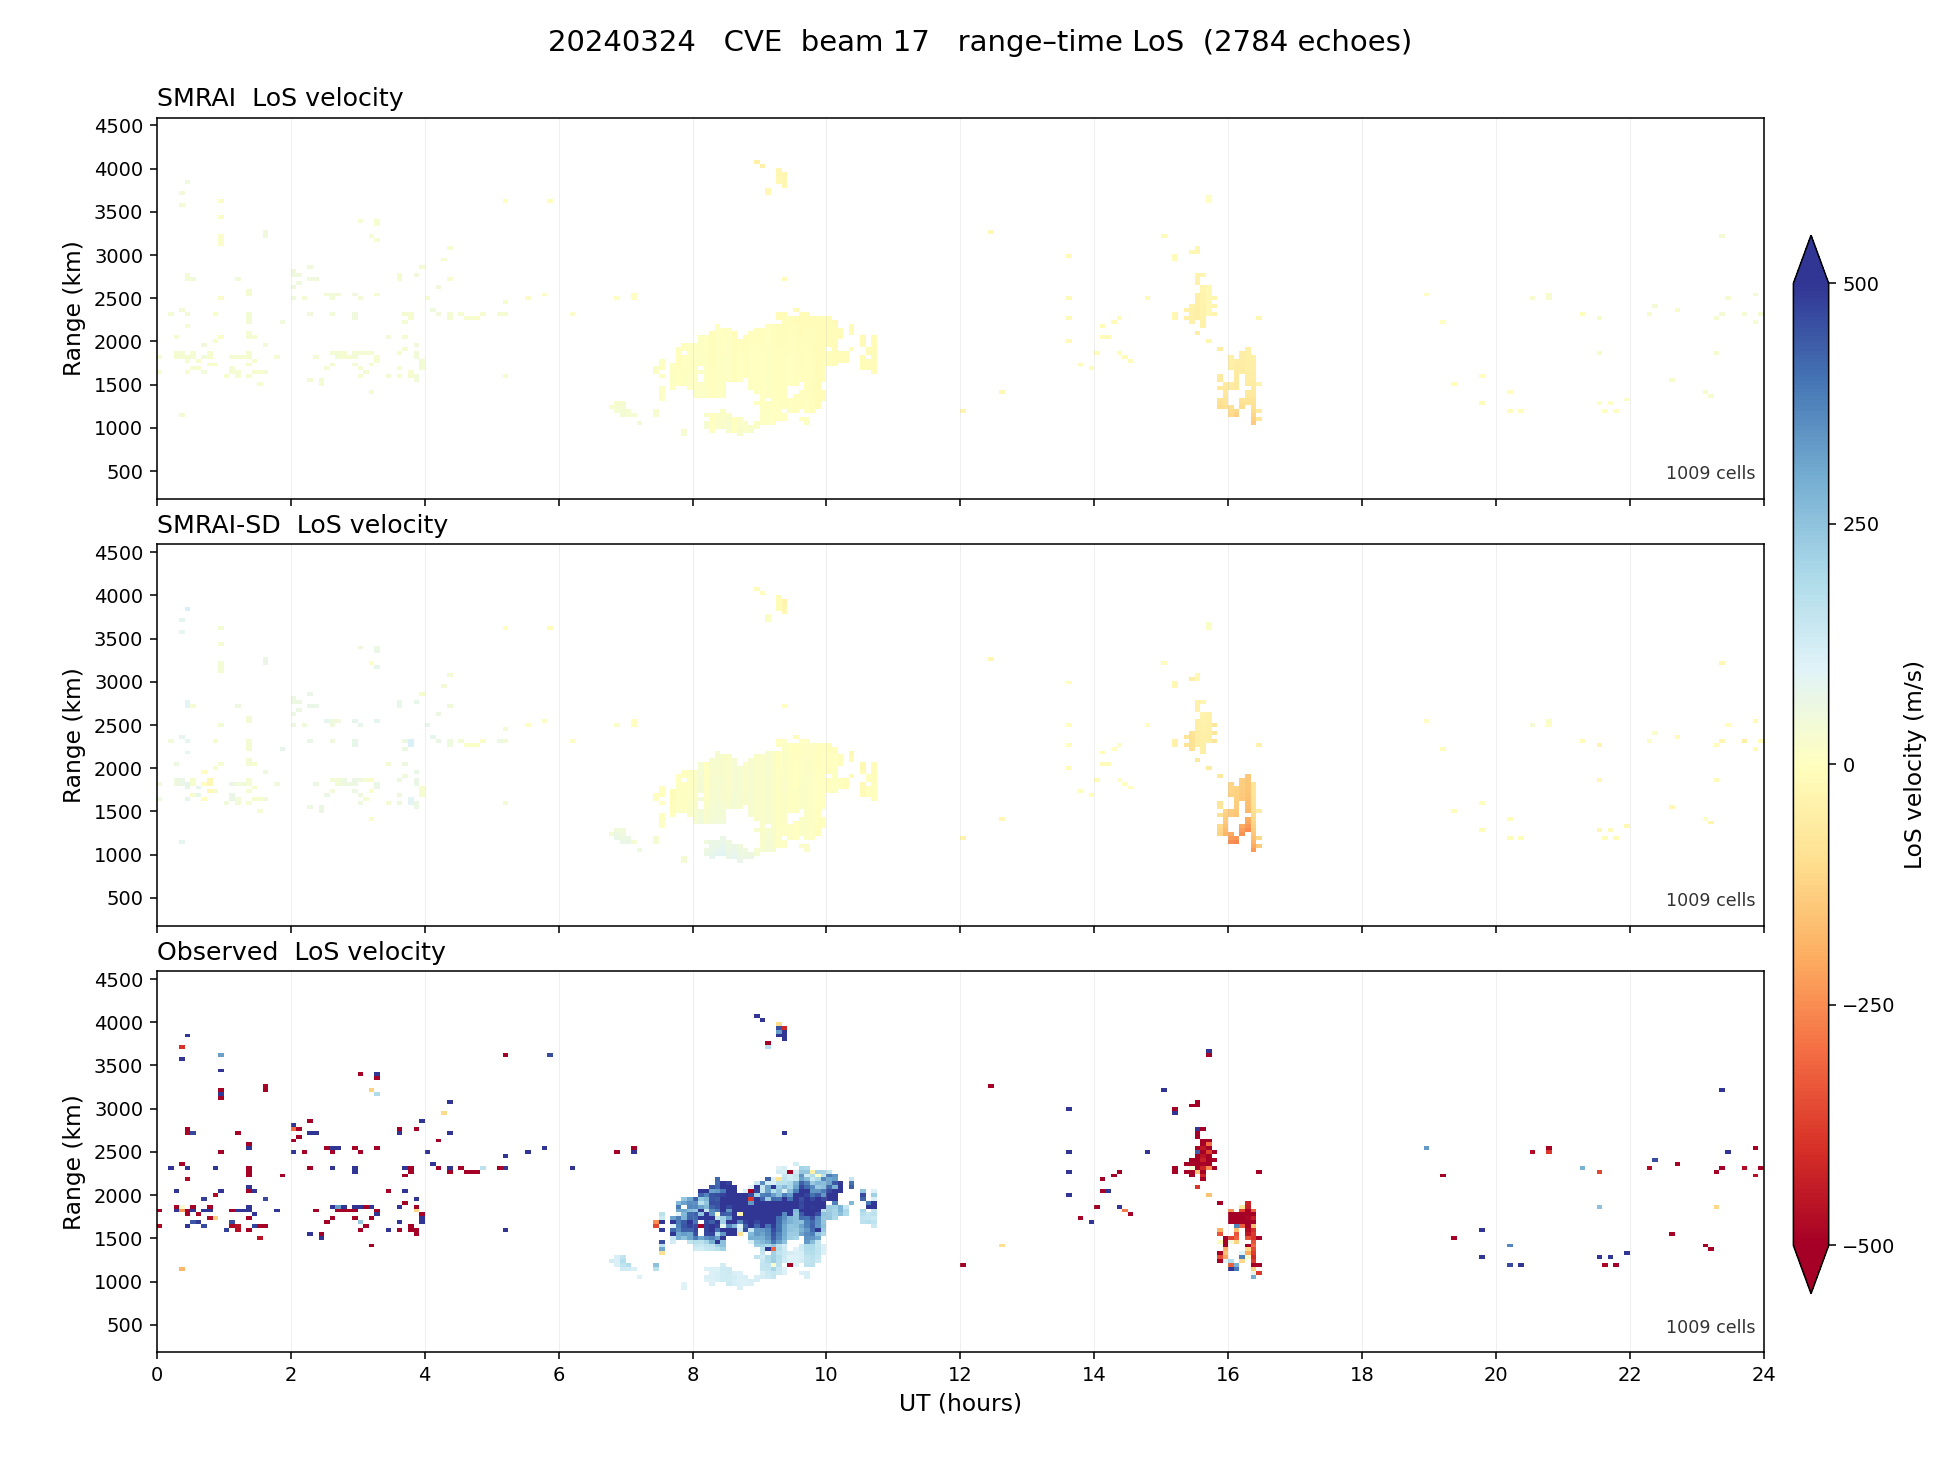 20240324   CVE  beam 17   range–time LoS  (2784 echoes)
SMRAI  LoS velocity
4500
4000
3500
3000
2500
2000
1500
1000
500
Range (km)
1009 cells
SMRAI-SD  LoS velocity
4500
4000
3500
3000
2500
2000
1500
1000
500
Range (km)
1009 cells
Observed  LoS velocity
4500
4000
3500
3000
2500
2000
1500
1000
500
Range (km)
1009 cells
0 2 4 6 8 10 12 14 16 18 20 22 24
UT (hours)
500
250
0
−250
−500
LoS velocity (m/s)